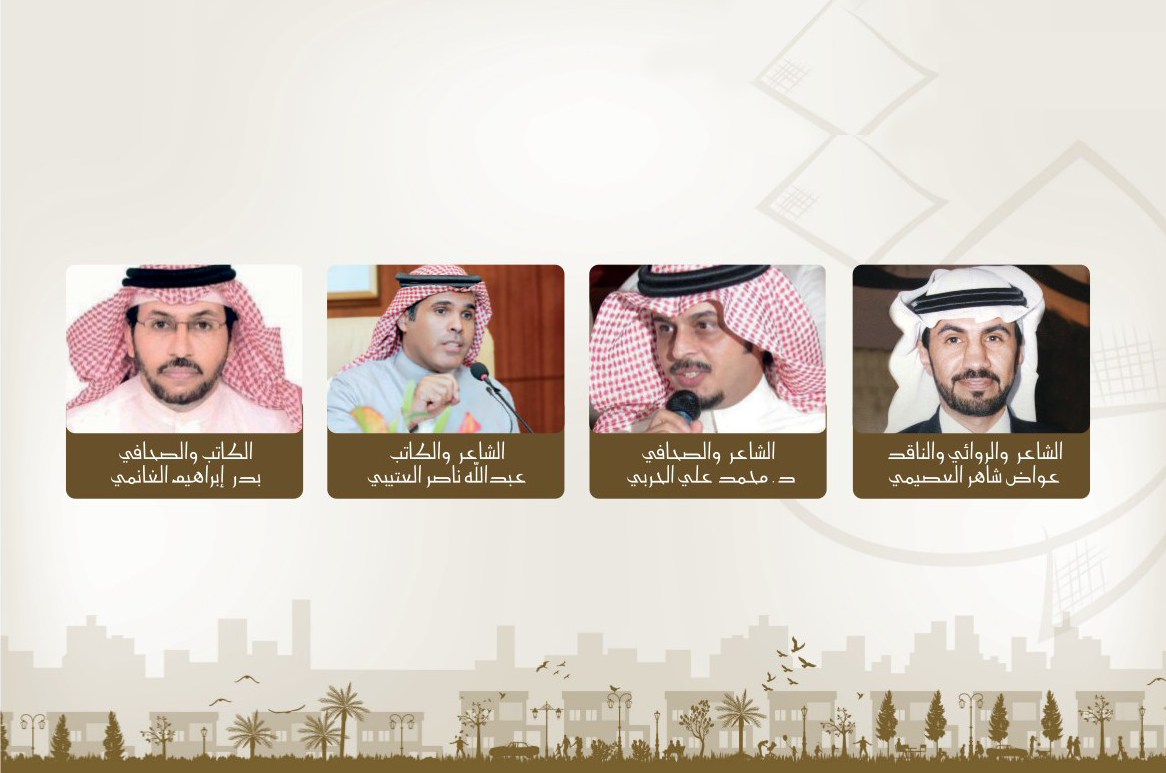 الشاعر والروائي والناقد
عواض شاهر العصيمي
الشاعر والصحافي
د. محمد علي الحربي
الشاعر والكاتب
عبدالله ناصر العتيبي
الكاتب والصحافي
بدر إبراهيم الغانمي